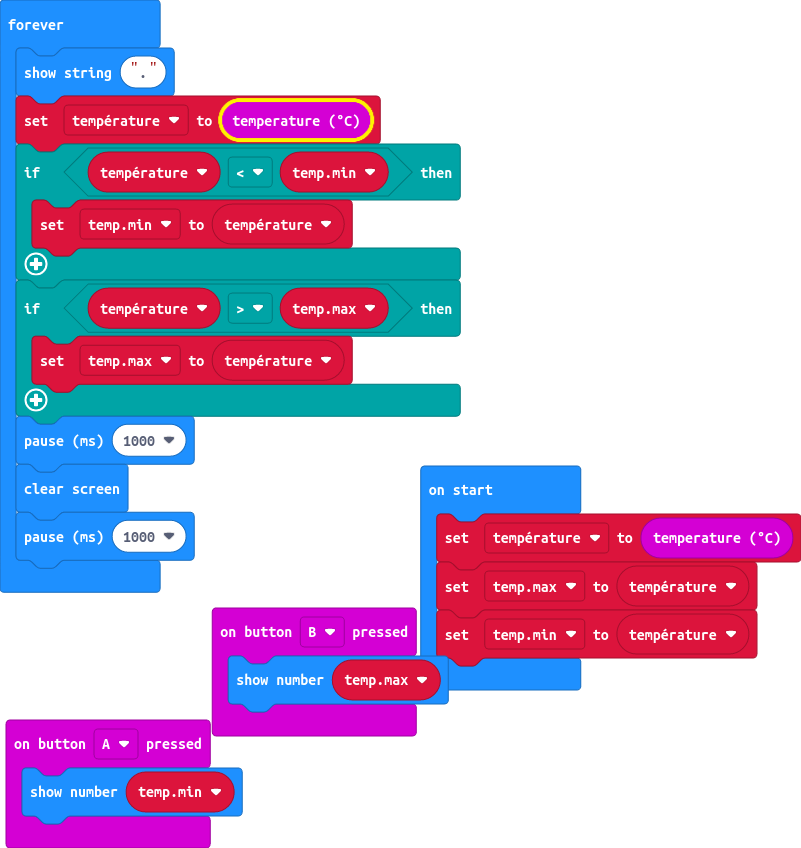 forever
show string "."
set température to temperature (°C)
if température < temp.min then
set temp.min to température
if température > temp.max then
set temp.max to température
pause (ms) 1000
clear screen
pause (ms) 1000
on start
set température to temperature (°C)
set temp.max to température
set temp.min to température
on button B pressed
show number temp.max
on button A pressed
show number temp.min